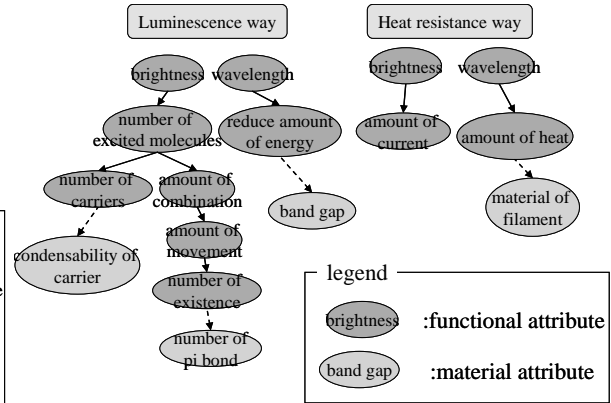 Luminescence way
Heat resistance way
brightness
wavelength
brightness
wavelength
number of
excited molecules
reduce amount
of energy
amount of
current
amount of heat
number of
carriers
amount of
combination
band gap
material of
filament
amount of
movement
condensability of
carrier
number of
existence
number of
pi bond
legend
brightness
:functional attribute
band gap
:material attribute
e